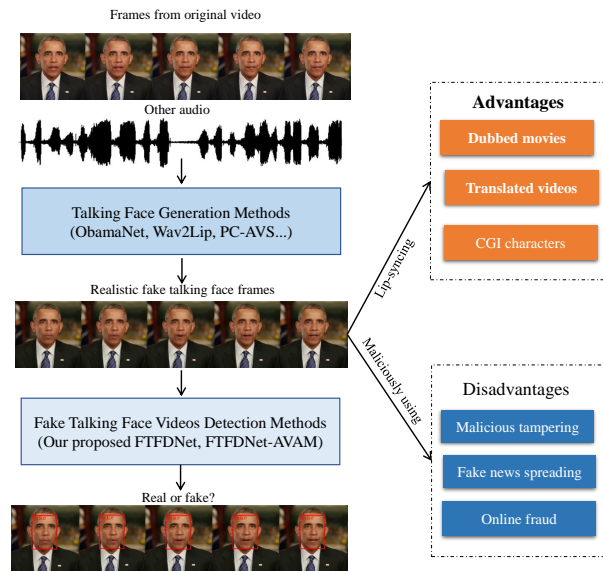 Frames from original video
Other audio
Talking Face Generation Methods
(ObamaNet, Wav2Lip, PC-AVS...)
Realistic fake talking face frames
Fake Talking Face Videos Detection Methods
(Our proposed FTFDNet, FTFDNet-AVAM)
Real or fake?
Lip-syncing
Maliciously using
Advantages
Dubbed movies
Translated videos
CGI characters
Disadvantages
Malicious tampering
Fake news spreading
Online fraud